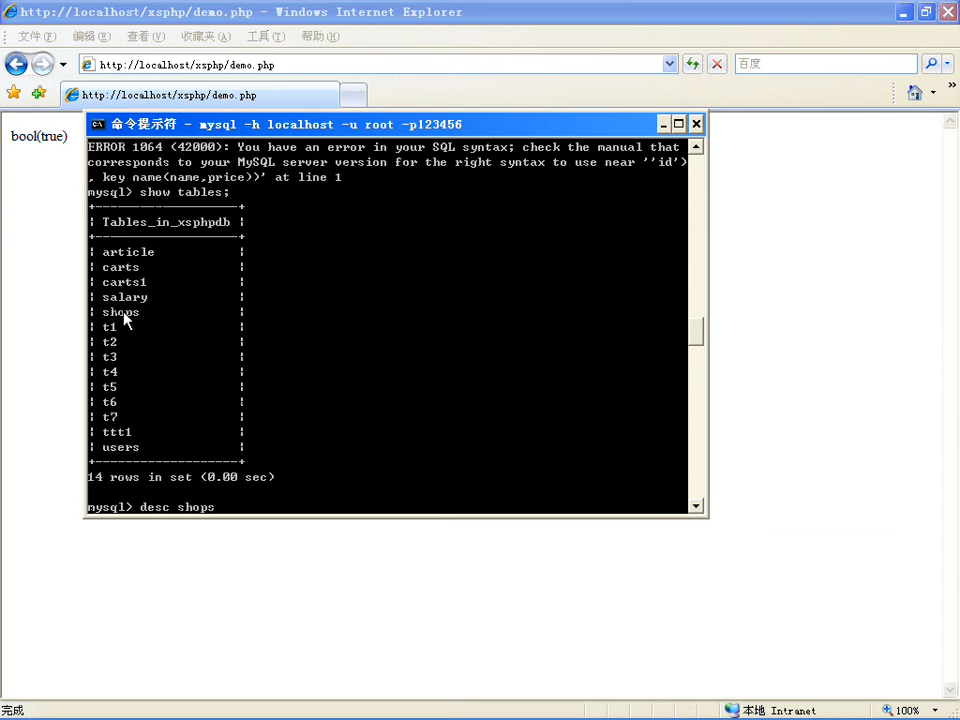 http://localhost/xsphp/demo.php - Windows Internet Explorer
文件(F) 编辑(E) 查看(V) 收藏夹(A) 工具(T) 帮助(H)
http://localhost/xsphp/demo.php
百度
http://localhost/xsphp/demo.php
bool(true)
命令提示符 - mysql -h localhost -u root -p123456
ERROR 1064 (42000): You have an error in your SQL syntax; check the manual that
corresponds to your MySQL server version for the right syntax to use near ''id')
, key name(name,price))' at line 1
mysql> show tables;
+-------------------+
| Tables_in_xsphpdb |
+-------------------+
| article |
| carts |
| carts1 |
| salary |
| shops |
| t1 |
| t2 |
| t3 |
| t4 |
| t5 |
| t6 |
| t7 |
| ttt1 |
| users |
+-------------------+
14 rows in set (0.00 sec)
mysql> desc shops
完成
本地 Intranet
100%